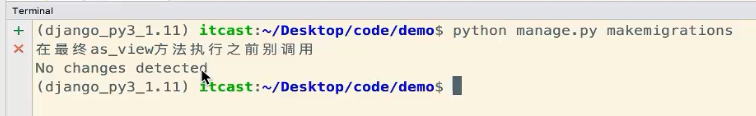 Terminal
(django_py3_1.11) itcast:~/Desktop/code/demo$ python manage.py makemigrations
在最终as_view方法执行之前别调用
No changes detected
(django_py3_1.11) itcast:~/Desktop/code/demo$